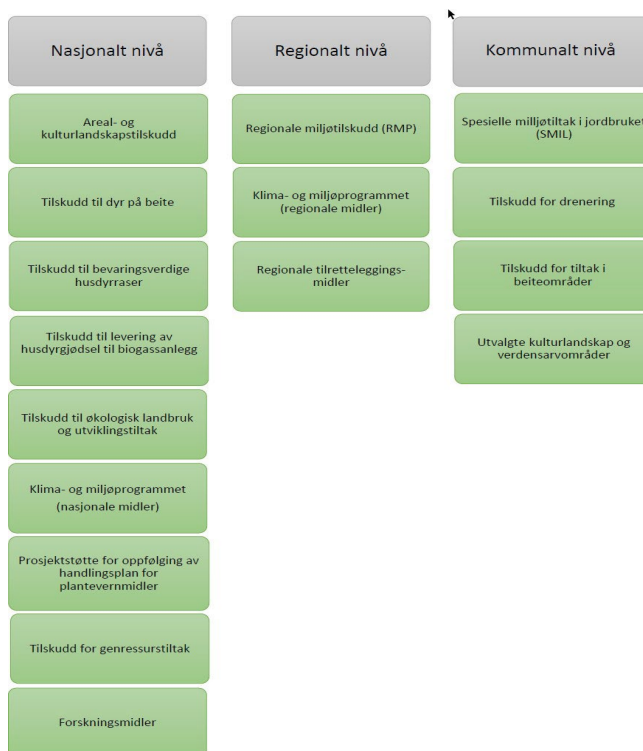 Nasjonalt nivå
Areal- og
kulturlandskapstilskudd
Tilskudd til dyr på beite
Tilskudd til bevaringsverdige
husdyrraser
Tilskudd til levering av
husdyrgjødsel til biogassanlegg
Tilskudd til økologisk landbruk
og utviklingstiltak
Klima- og miljøprogrammet
(nasjonale midler)
Prosjektstøtte for oppfølging av
handlingsplan for
plantevernmidler
Tilskudd for genressurstiltak
Forskningsmidler
Regionalt nivå
Regionale miljøtilskudd (RMP)
Klima- og miljøprogrammet
(regionale midler)
Regionale tilretteleggings-
midler
Kommunalt nivå
Spesielle milljøtiltak i jordbruket
(SMIL)
Tilskudd for drenering
Tilskudd for tiltak i
beiteområder
Utvalgte kulturlandskap og
verdensarvområder